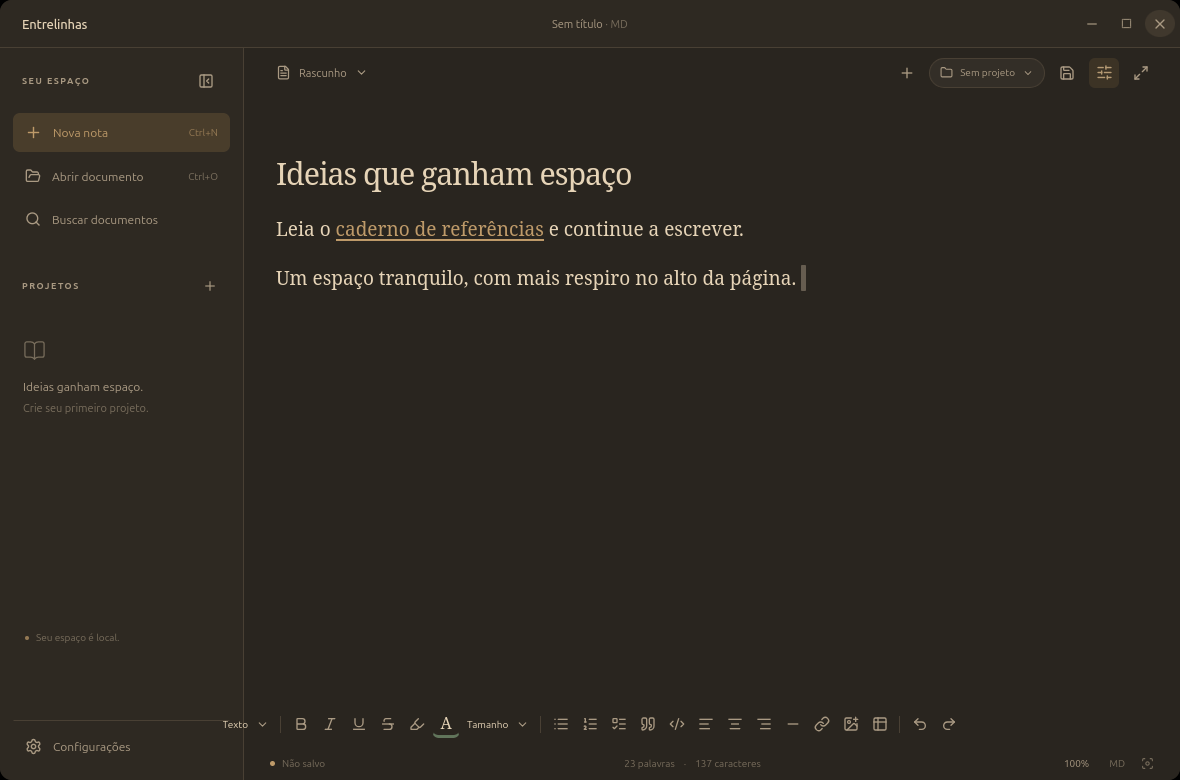 Entrelinhas
Sem título · MD
SEU ESPAÇO
Nova nota Ctrl+N
Abrir documento Ctrl+O
Buscar documentos
PROJETOS
Ideias ganham espaço.
Crie seu primeiro projeto.
Seu espaço é local.
Configurações
Rascunho
Sem projeto
Ideias que ganham espaço
Leia o caderno de referências e continue a escrever.
Um espaço tranquilo, com mais respiro no alto da página.
Texto
A
Tamanho
Não salvo
23 palavras · 137 caracteres
100%
MD